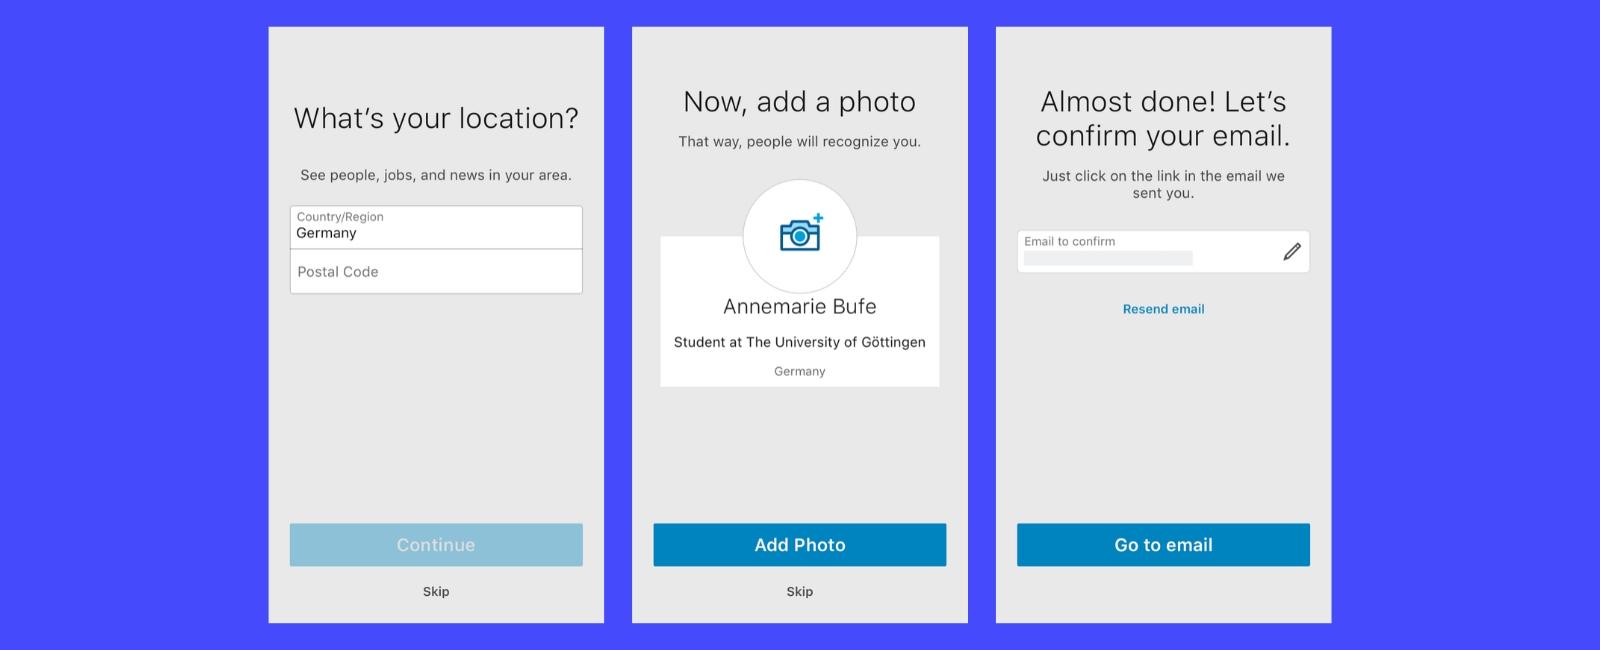 What's your location?
See people, jobs, and news in your area.
Country/Region
Germany
Postal Code
Continue
Skip
Now, add a photo
That way, people will recognize you.
Annemarie Bufe
Student at The University of Göttingen
Germany
Add Photo
Skip
Almost done! Let's
confirm your email.
Just click on the link in the email we
sent you.
Email to confirm
Resend email
Go to email